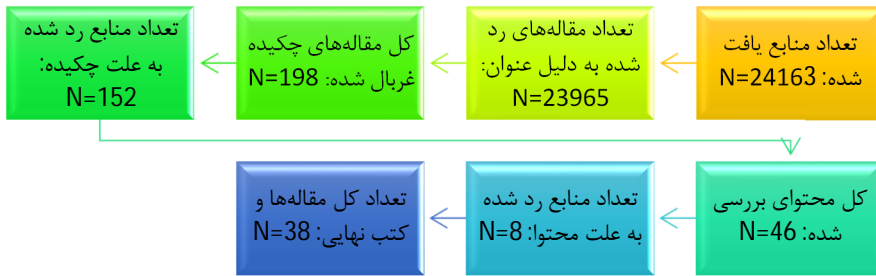 تعداد منابع یافت
شده: N=24163
تعداد مقاله‌های رد
شده به دلیل عنوان:
N=23965
کل مقاله‌های چکیده
غربال شده: N=198
تعداد منابع رد شده
به علت چکیده:
N=152
کل محتوای بررسی
شده: N=46
تعداد منابع رد شده
به علت محتوا: N=8
تعداد کل مقاله‌ها و
کتب نهایی: N=38